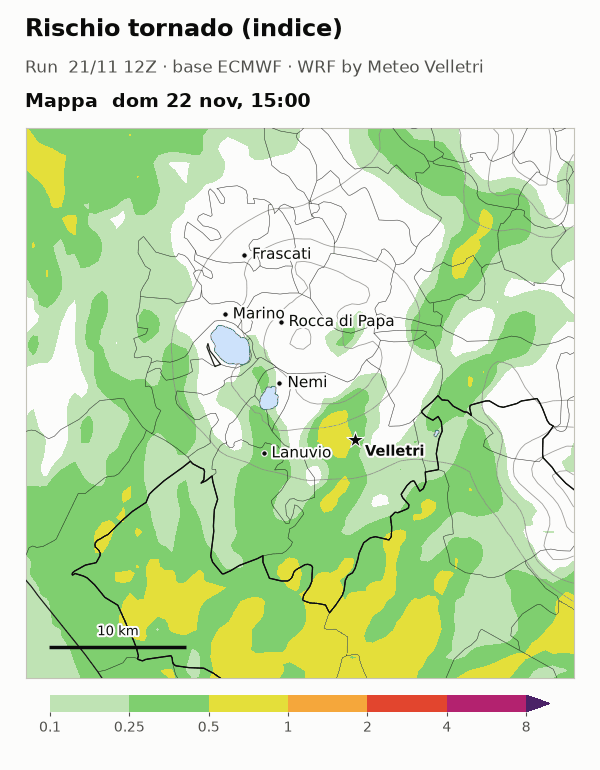 Rischio tornado (indice)
Run  21/11 12Z · base ECMWF · WRF by Meteo Velletri
Mappa  dom 22 nov, 15:00
Frascati
Marino
Rocca di Papa
Nemi
Velletri
Lanuvio
10 km
0.1 0.25 0.5 1 2 4 8